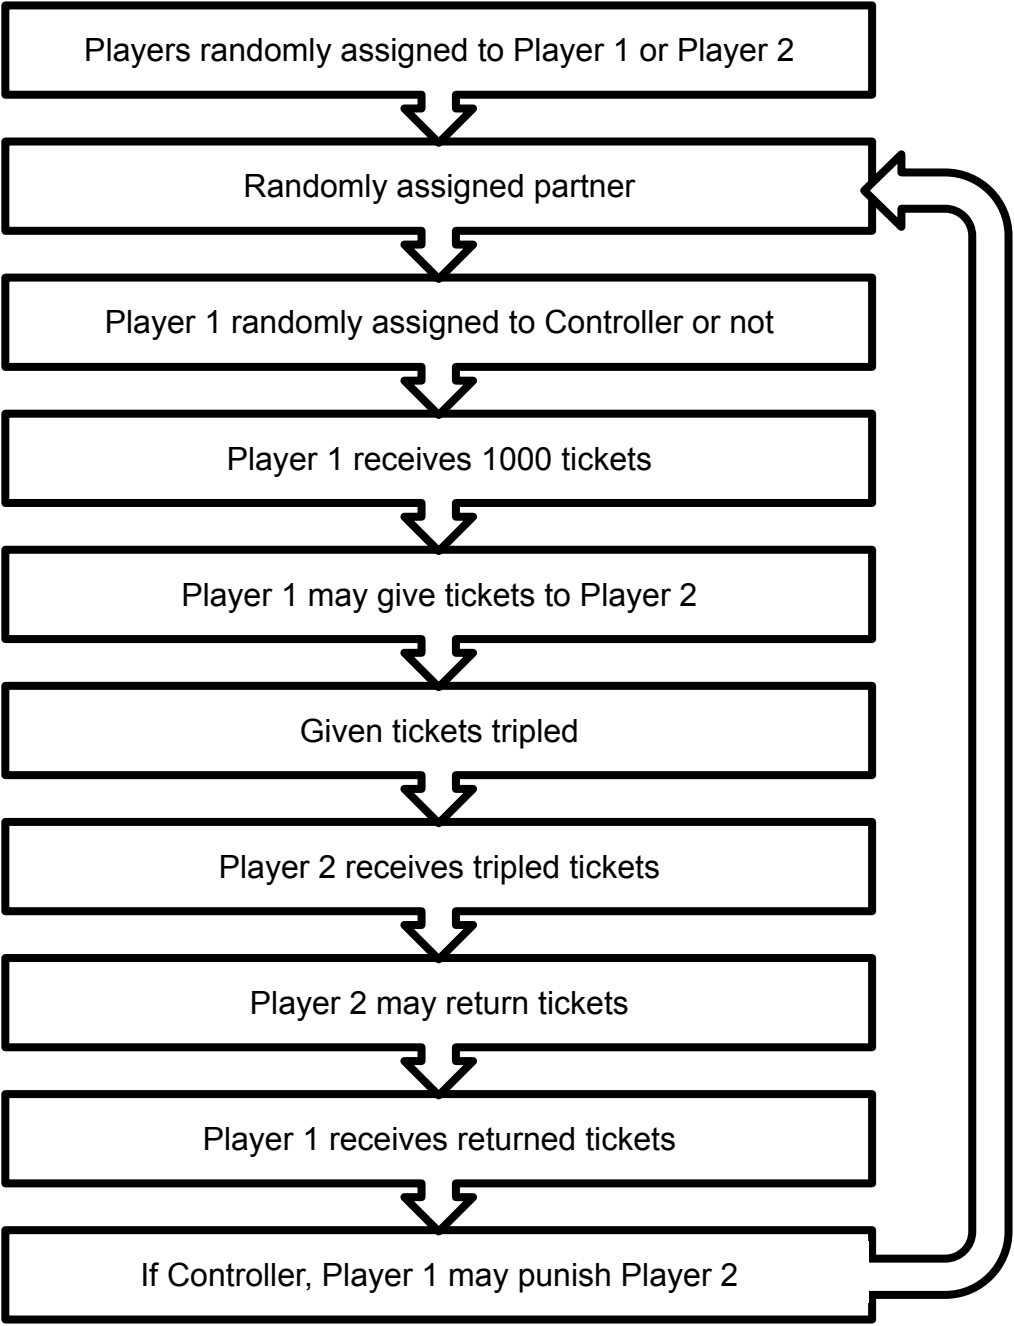 Players randomly assigned to Player 1 or Player 2
Randomly assigned partner
Player 1 randomly assigned to Controller or not
Player 1 receives 1000 tickets
Player 1 may give tickets to Player 2
Given tickets tripled
Player 2 receives tripled tickets
Player 2 may return tickets
Player 1 receives returned tickets
If Controller, Player 1 may punish Player 2